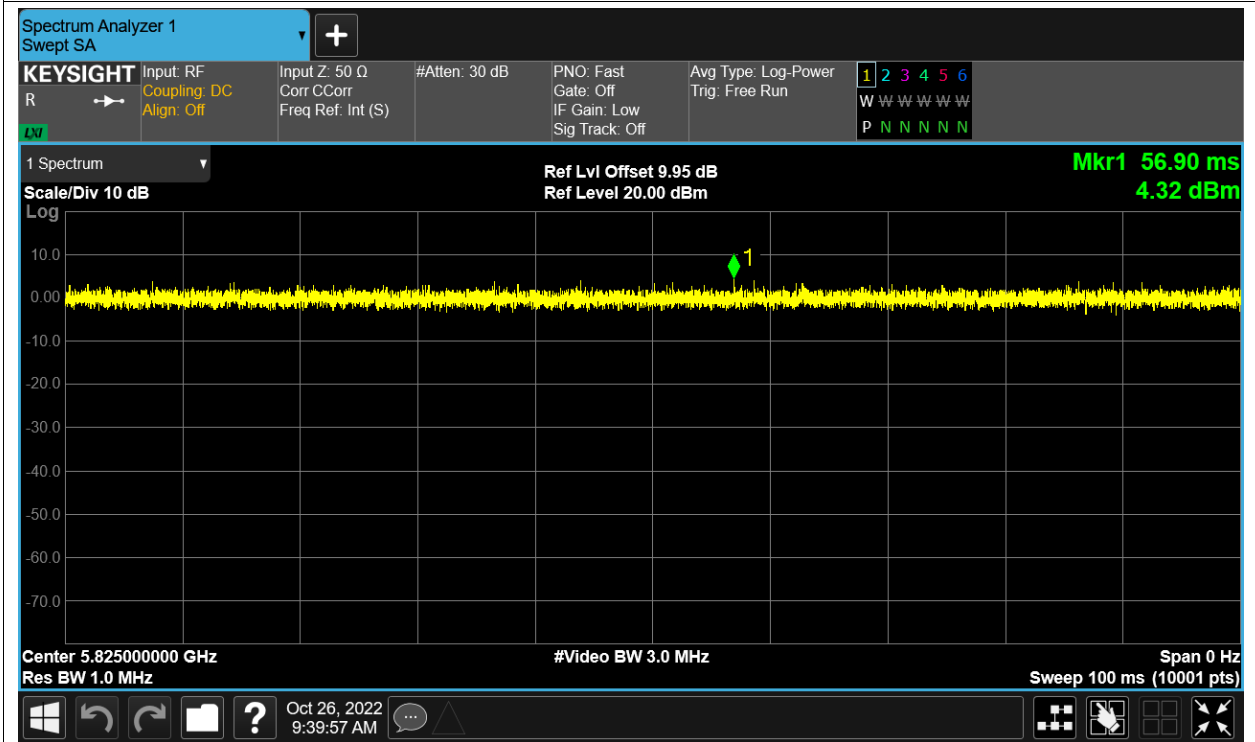 Spectrum Analyzer 1
Swept SA
KEYSIGHT
R
LXI
Input: RF
Coupling: DC
Align: Off
Input Z: 50 Ω
Corr CCorr
Freq Ref: Int (S)
#Atten: 30 dB
PNO: Fast
Gate: Off
IF Gain: Low
Sig Track: Off
Avg Type: Log-Power
Trig: Free Run
1 2 3 4 5 6
W W W W W W
P N N N N N
1 Spectrum
Scale/Div 10 dB
Ref Lvl Offset 9.95 dB
Ref Level 20.00 dBm
Mkr1 56.90 ms
4.32 dBm
Log
10.0
1
0.00
-10.0
-20.0
-30.0
-40.0
-50.0
-60.0
-70.0
Center 5.825000000 GHz
#Video BW 3.0 MHz
Span 0 Hz
Res BW 1.0 MHz
Sweep 100 ms (10001 pts)
?
Oct 26, 2022
9:39:57 AM